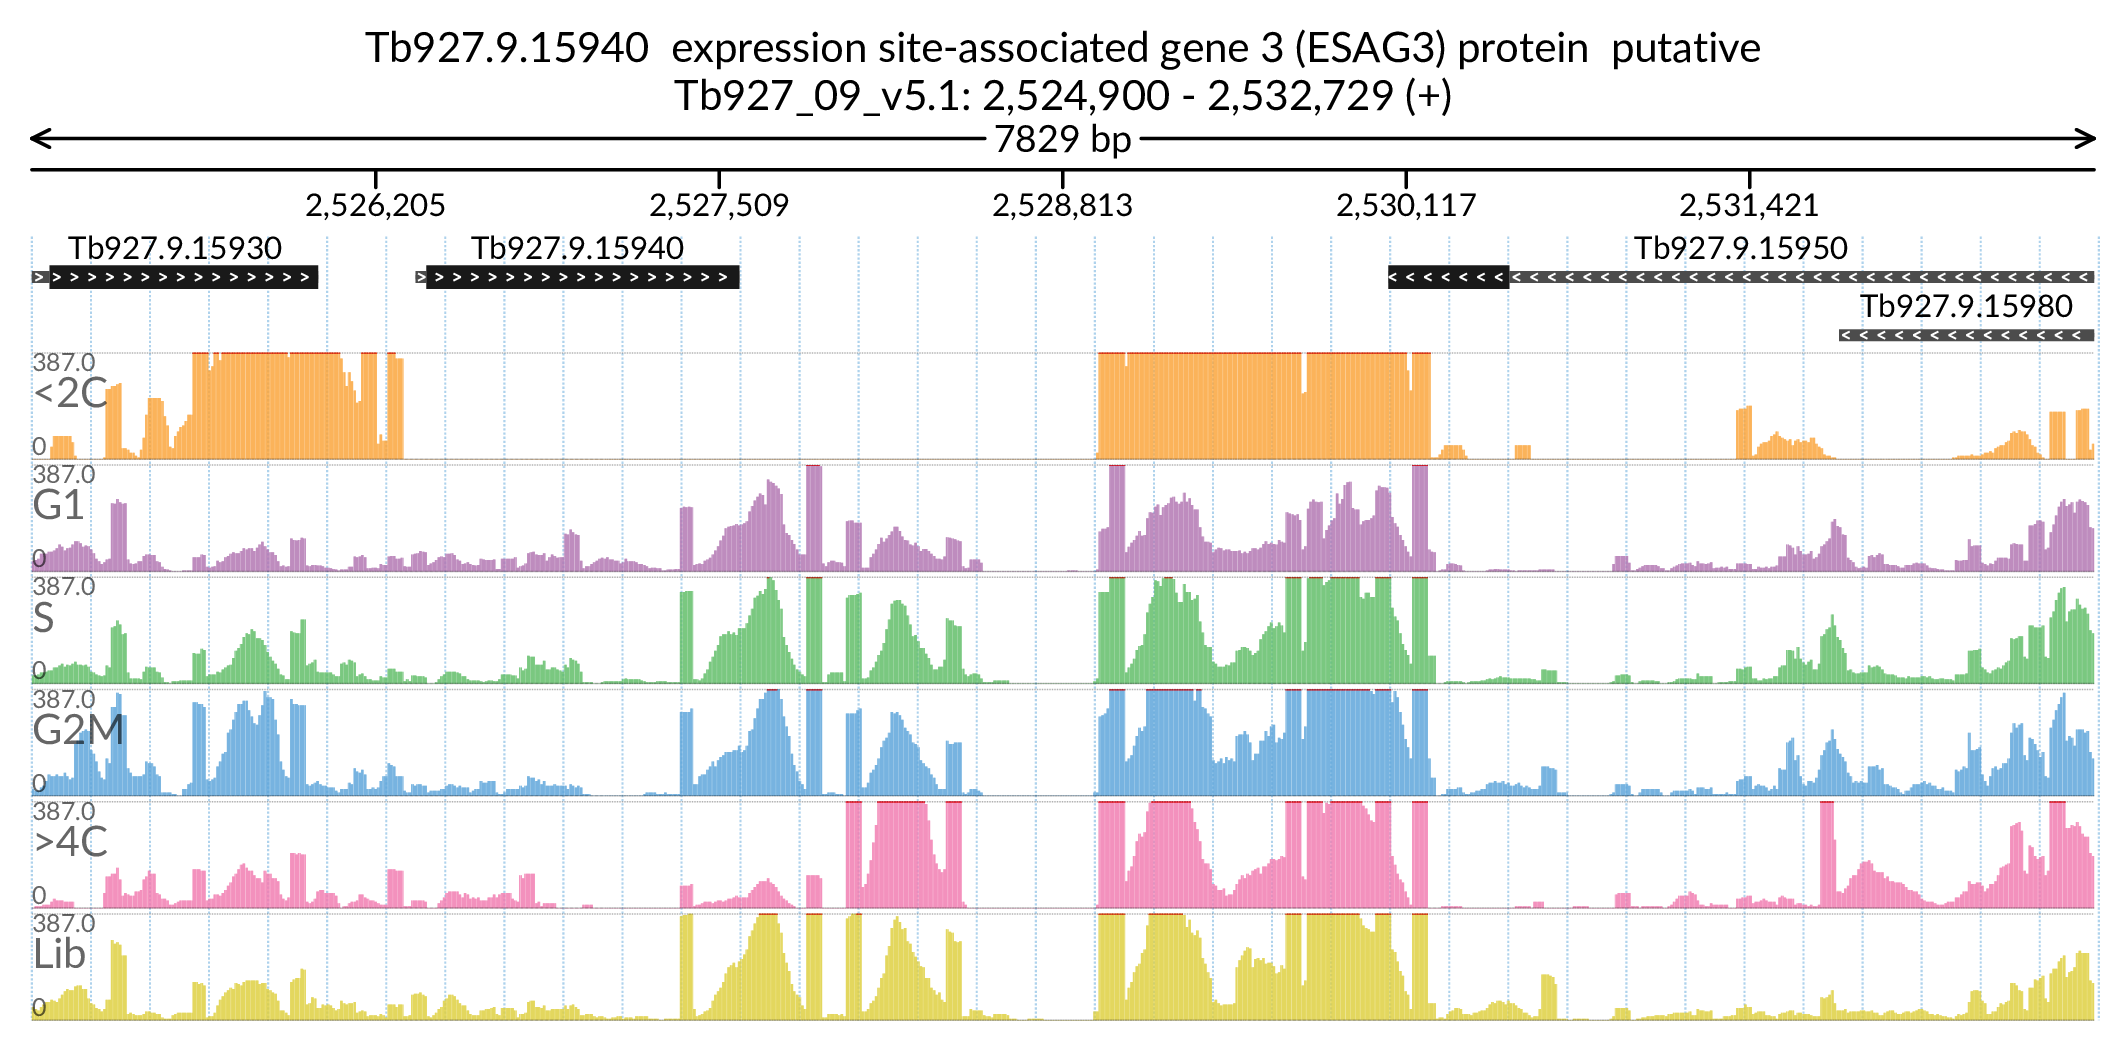 Tb927.9.15940  expression site-associated gene 3 (ESAG3) protein  putative
Tb927_09_v5.1: 2,524,900 - 2,532,729 (+)
7829 bp
2,526,205 2,527,509 2,528,813 2,530,117 2,531,421
Tb927.9.15930 Tb927.9.15940 Tb927.9.15950
Tb927.9.15980
387.0
<2C
0
387.0
G1
0
387.0
S
0
387.0
G2M
0
387.0
>4C
0
387.0
Lib
0